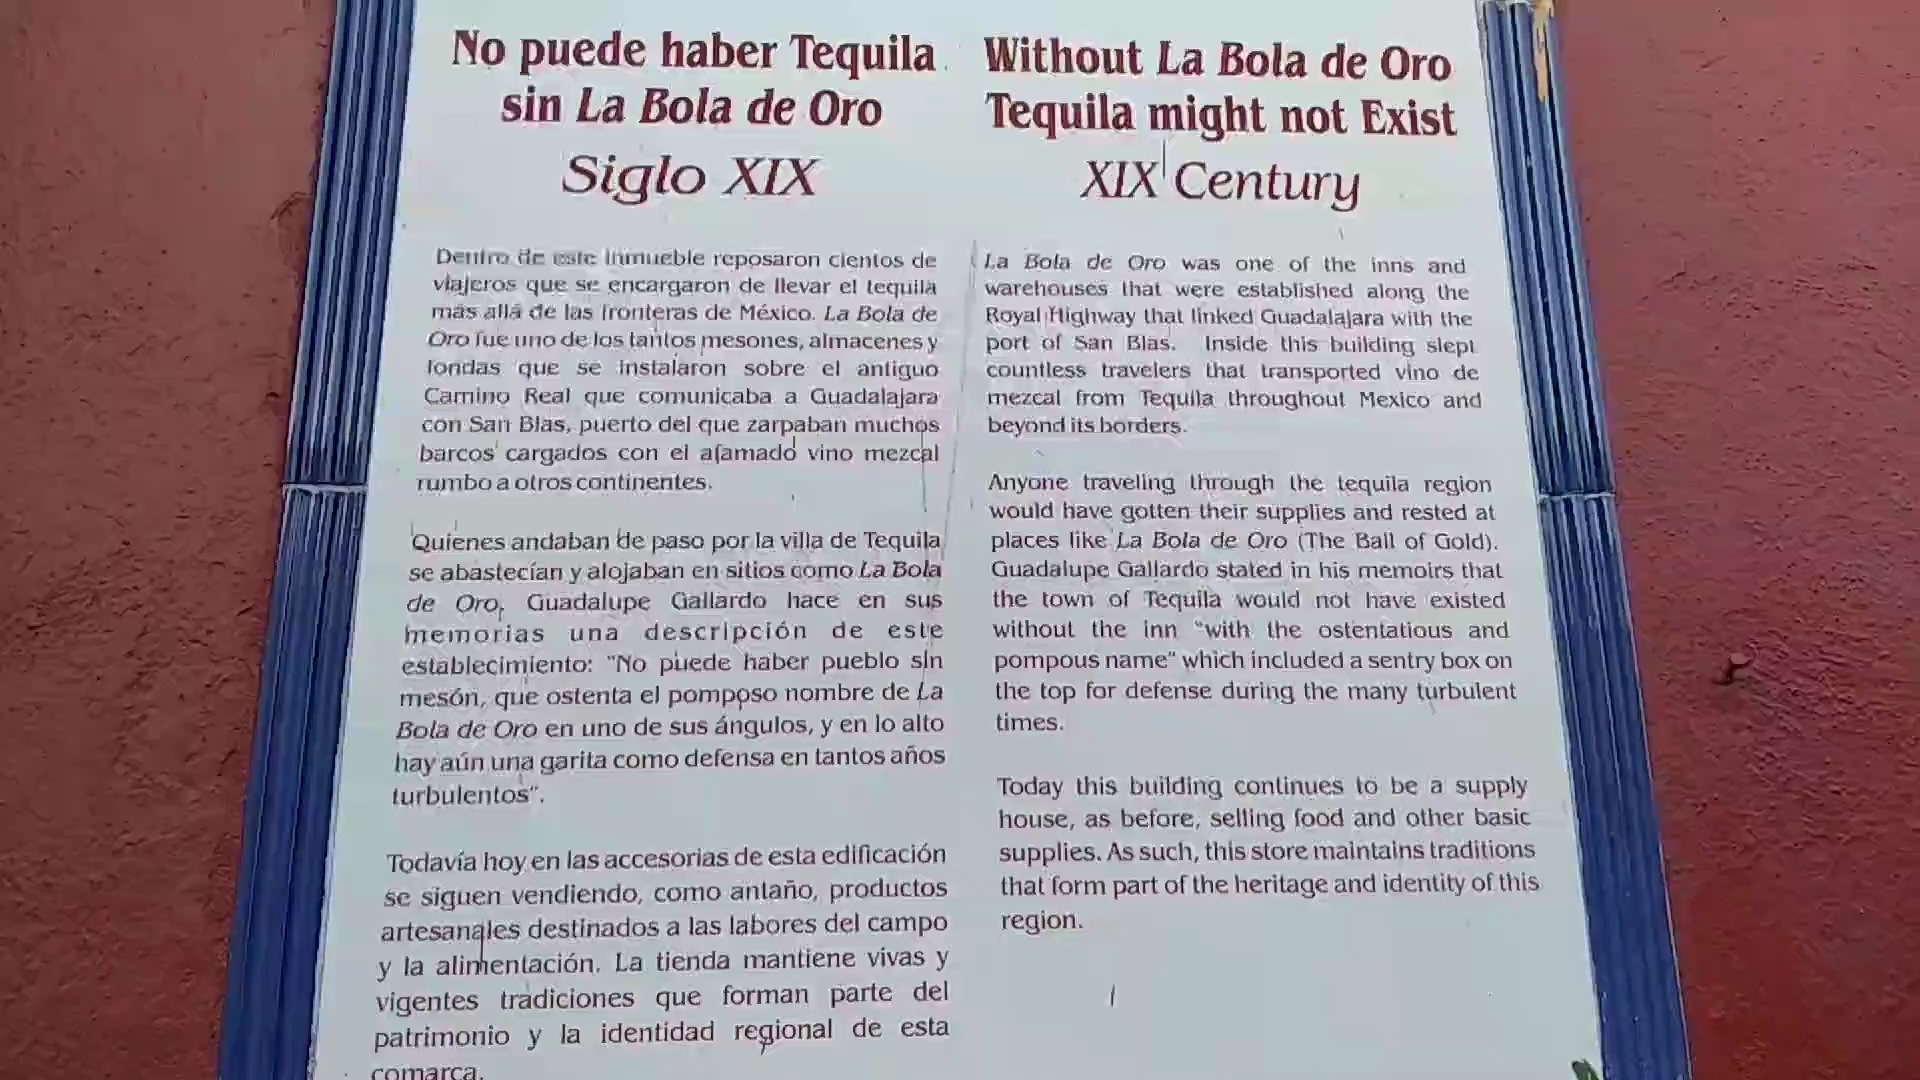 No puede haber Tequila
sin La Bola de Oro
Siglo XIX
Dentro de este inmueble reposaron cientos de
viajeros que se encargaron de llevar el tequila
más allá de las fronteras de México. La Bola de
Oro fue uno de los tantos mesones, almacenes y
fondas que se instalaron sobre el antiguo
Camino Real que comunicaba a Guadalajara
con San Blas, puerto del que zarpaban muchos
barcos cargados con el afamado vino mezcal
rumbo a otros continentes.
Quienes andaban de paso por la villa de Tequila
se abastecían y alojaban en sitios como La Bola
de Oro, Guadalupe Gallardo hace en sus
memorias una descripción de este
establecimiento: "No puede haber pueblo sin
mesón, que ostenta el pomposo nombre de La
Bola de Oro en uno de sus ángulos, y en lo alto
hay aún una garita como defensa en tantos años
turbulentos".
Todavía hoy en las accesorias de esta edificación
se siguen vendiendo, como antaño, productos
artesanales destinados a las labores del campo
y la alimentación. La tienda mantiene vivas y
vigentes tradiciones que forman parte del
patrimonio y la identidad regional de esta
comarca.
Without La Bola de Oro
Tequila might not Exist
XIX Century
La Bola de Oro was one of the inns and
warehouses that were established along the
Royal Highway that linked Guadalajara with the
port of San Blas. Inside this building slept
countless travelers that transported vino de
mezcal from Tequila throughout Mexico and
beyond its borders.
Anyone traveling through the tequila region
would have gotten their supplies and rested at
places like La Bola de Oro (The Ball of Gold).
Guadalupe Gallardo stated in his memoirs that
the town of Tequila would not have existed
without the inn "with the ostentatious and
pompous name" which included a sentry box on
the top for defense during the many turbulent
times.
Today this building continues to be a supply
house, as before, selling food and other basic
supplies. As such, this store maintains traditions
that form part of the heritage and identity of this
region.